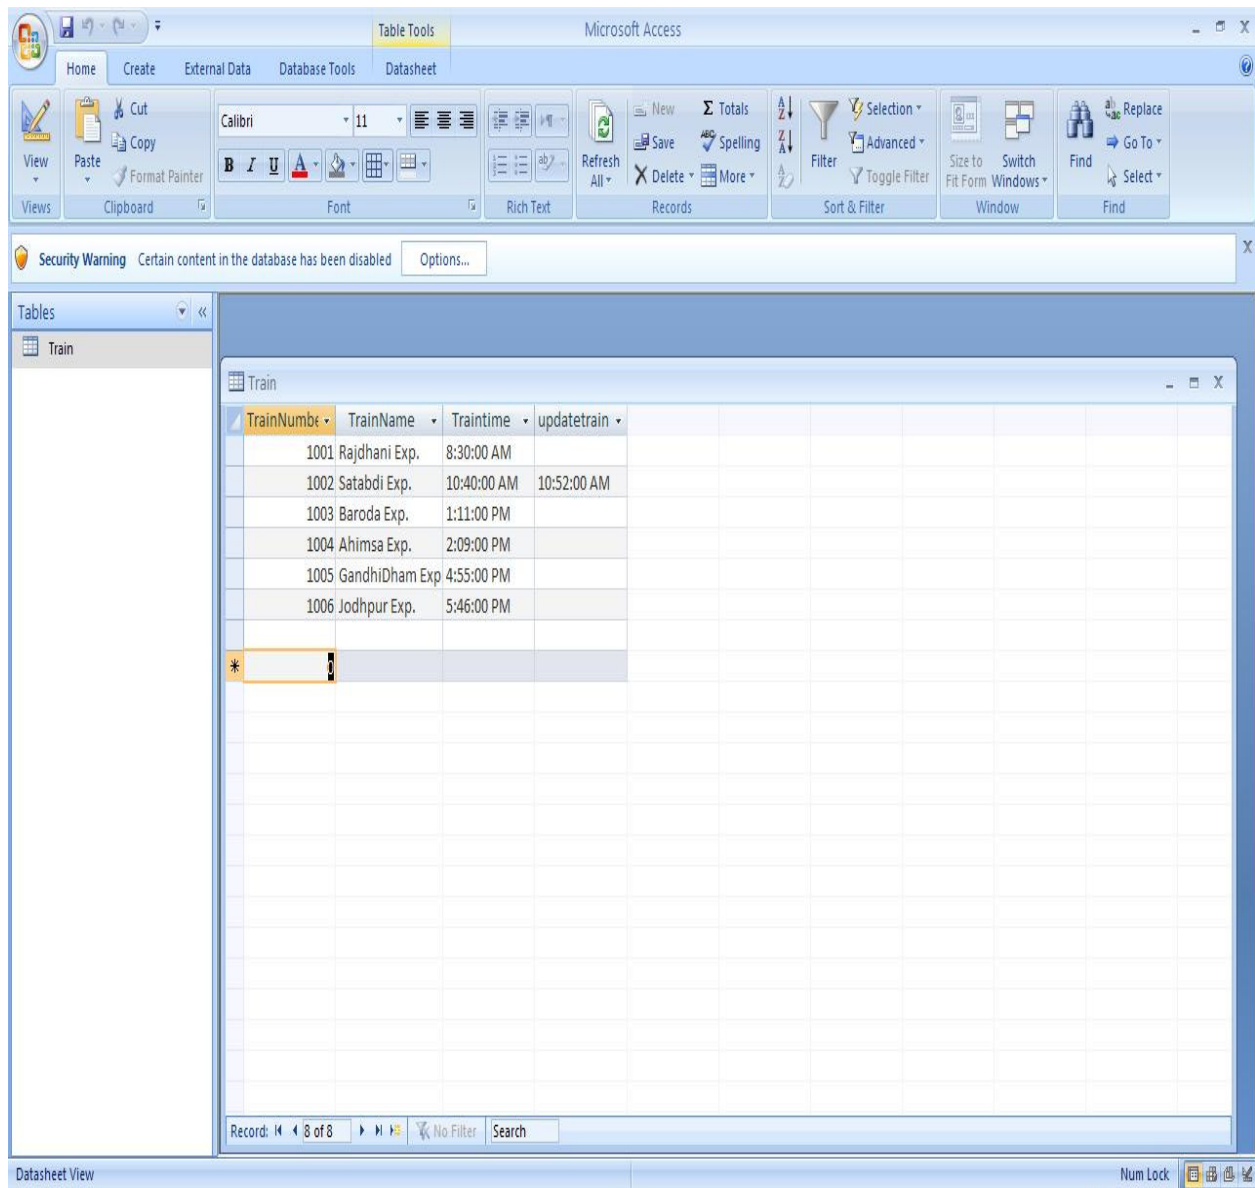 Table Tools Microsoft Access
Home Create External Data Database Tools Datasheet
View
Views
Paste
Cut
Copy
Format Painter
Clipboard
Calibri 11
B I U A
Font
Rich Text
Refresh All
New
Save
Delete
Σ Totals
Spelling
More
Records
Filter
Selection
Advanced
Toggle Filter
Sort & Filter
Size to Fit Form
Switch Windows
Window
Find
Replace
Go To
Select
Find
Security Warning Certain content in the database has been disabled Options...
Tables
Train
Train
TrainNumbe TrainName Traintime updatetrain
1001 Rajdhani Exp. 8:30:00 AM
1002 Satabdi Exp. 10:40:00 AM 10:52:00 AM
1003 Baroda Exp. 1:11:00 PM
1004 Ahimsa Exp. 2:09:00 PM
1005 GandhiDham Exp 4:55:00 PM
1006 Jodhpur Exp. 5:46:00 PM
0
Record: 8 of 8 No Filter Search
Datasheet View Num Lock